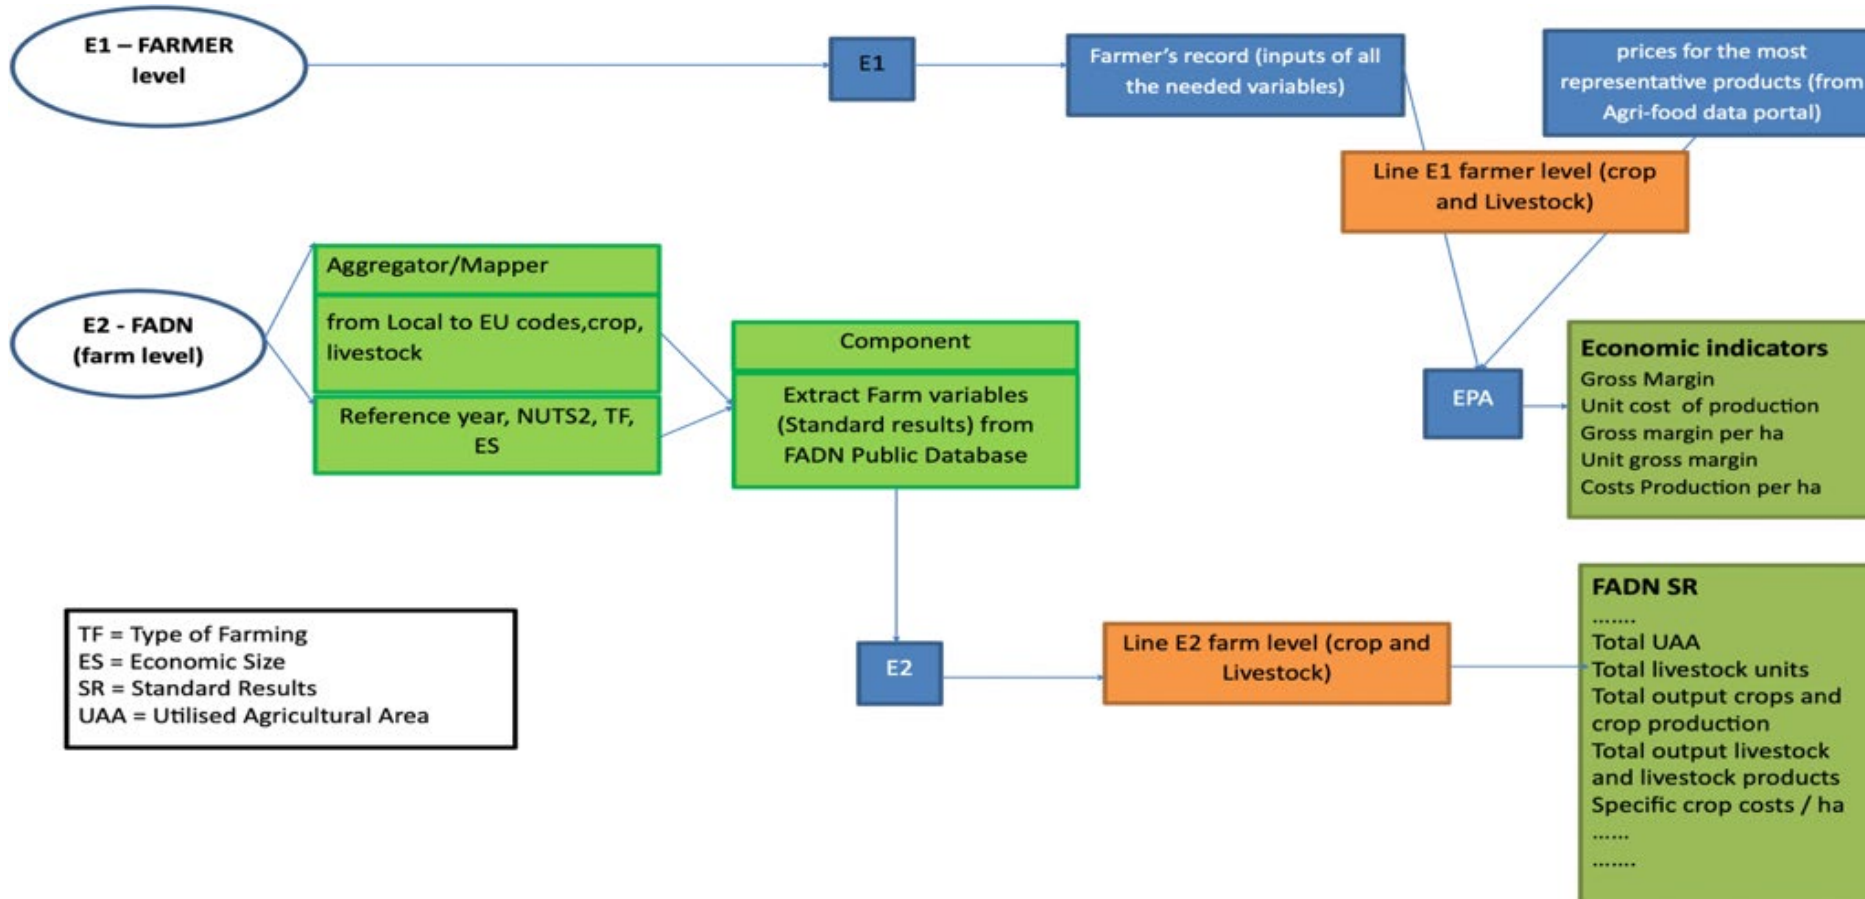 E1 – FARMER
level
E1
Farmer's record (inputs of all
the needed variables)
prices for the most
representative products (from
Agri-food data portal)
Line E1 farmer level (crop
and Livestock)
E2 - FADN
(farm level)
Aggregator/Mapper
from Local to EU codes,crop,
livestock
Reference year, NUTS2, TF,
ES
Component
Extract Farm variables
(Standard results) from
FADN Public Database
EPA
Economic indicators
Gross Margin
Unit cost of production
Gross margin per ha
Unit gross margin
Costs Production per ha
TF = Type of Farming
ES = Economic Size
SR = Standard Results
UAA = Utilised Agricultural Area
E2
Line E2 farm level (crop and
Livestock)
FADN SR
.......
Total UAA
Total livestock units
Total output crops and
crop production
Total output livestock
and livestock products
Specific crop costs / ha
......
.......